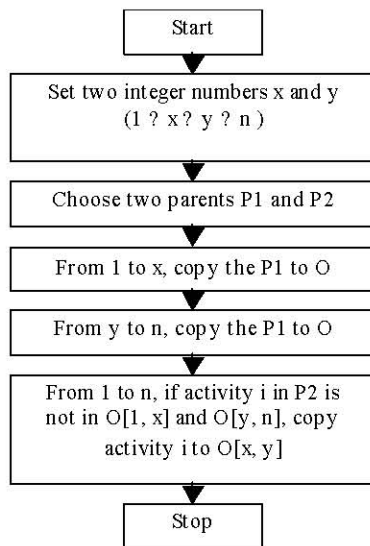 Start
Set two integer numbers x and y
(1 ? x ? y ? n )
Choose two parents P1 and P2
From 1 to x, copy the P1 to O
From y to n, copy the P1 to O
From 1 to n, if activity i in P2 is
not in O[1, x] and O[y, n], copy
activity i to O[x, y]
Stop